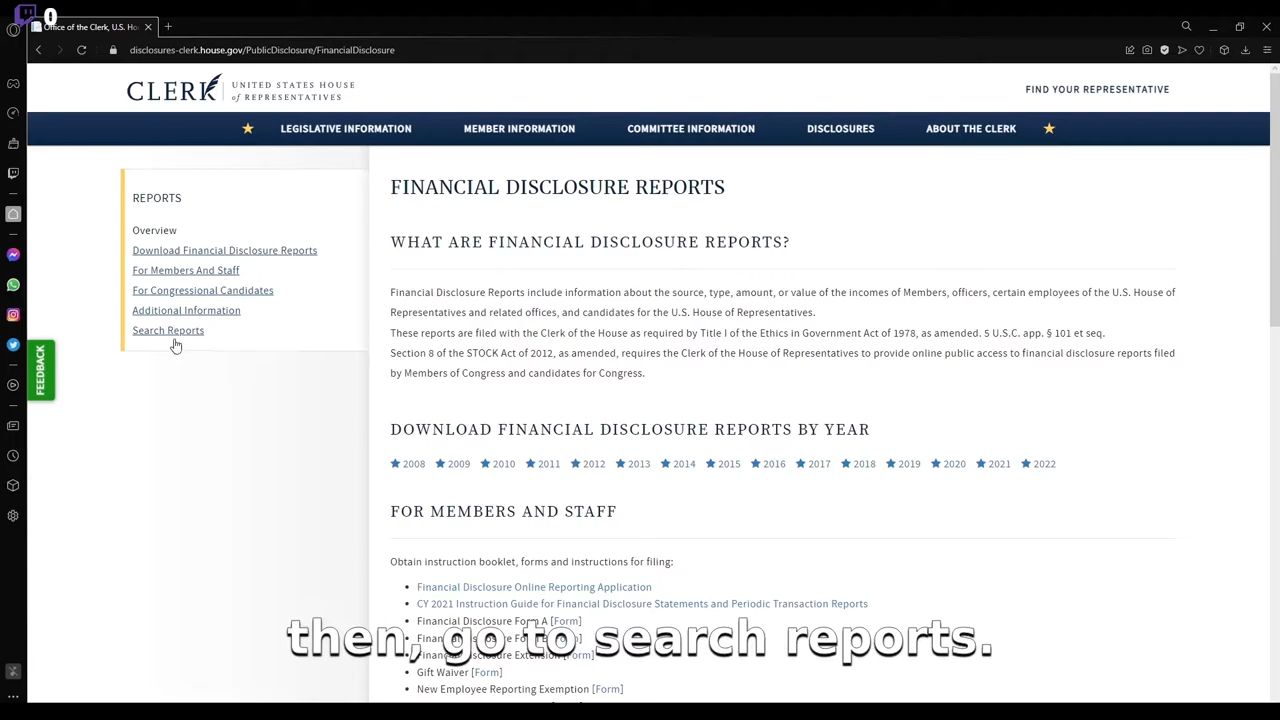 0
Office of the Clerk, U.S. Ho
disclosures-clerk.house.gov/PublicDisclosure/FinancialDisclosure
CLERK
UNITED STATES HOUSE
of REPRESENTATIVES
FIND YOUR REPRESENTATIVE
LEGISLATIVE INFORMATION
MEMBER INFORMATION
COMMITTEE INFORMATION
DISCLOSURES
ABOUT THE CLERK
REPORTS
Overview
Download Financial Disclosure Reports
For Members And Staff
For Congressional Candidates
Additional Information
Search Reports
FEEDBACK
FINANCIAL DISCLOSURE REPORTS
WHAT ARE FINANCIAL DISCLOSURE REPORTS?
Financial Disclosure Reports include information about the source, type, amount, or value of the incomes of Members, officers, certain employees of the U.S. House of
Representatives and related offices, and candidates for the U.S. House of Representatives.
These reports are filed with the Clerk of the House as required by Title I of the Ethics in Government Act of 1978, as amended. 5 U.S.C. app. § 101 et seq.
Section 8 of the STOCK Act of 2012, as amended, requires the Clerk of the House of Representatives to provide online public access to financial disclosure reports filed
by Members of Congress and candidates for Congress.
DOWNLOAD FINANCIAL DISCLOSURE REPORTS BY YEAR
2008 2009 2010 2011 2012 2013 2014 2015 2016 2017 2018 2019 2020 2021 2022
FOR MEMBERS AND STAFF
Obtain instruction booklet, forms and instructions for filing:
Financial Disclosure Online Reporting Application
CY 2021 Instruction Guide for Financial Disclosure Statements and Periodic Transaction Reports
Financial Disclosure Form A [Form]
Gift Waiver [Form]
New Employee Reporting Exemption [Form]
then, go to search reports.